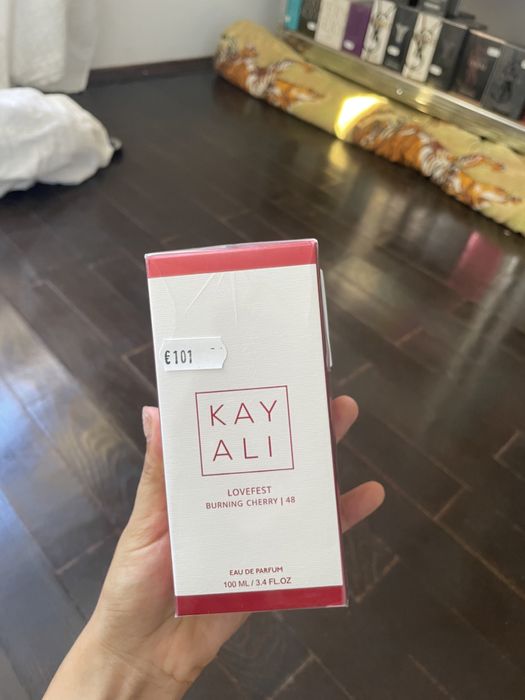 €101
KAY
ALI
LOVEFEST
BURNING CHERRY | 48
EAU DE PARFUM
100 ML / 3.4 FL.OZ